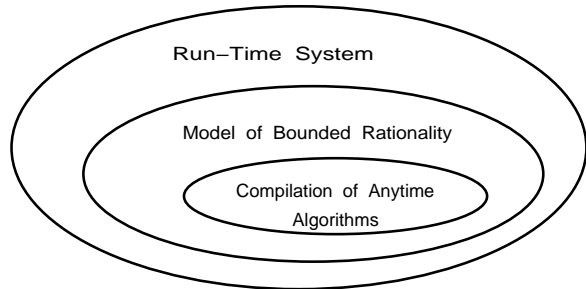 Run–Time System
Model of Bounded Rationality
Compilation of Anytime
Algorithms